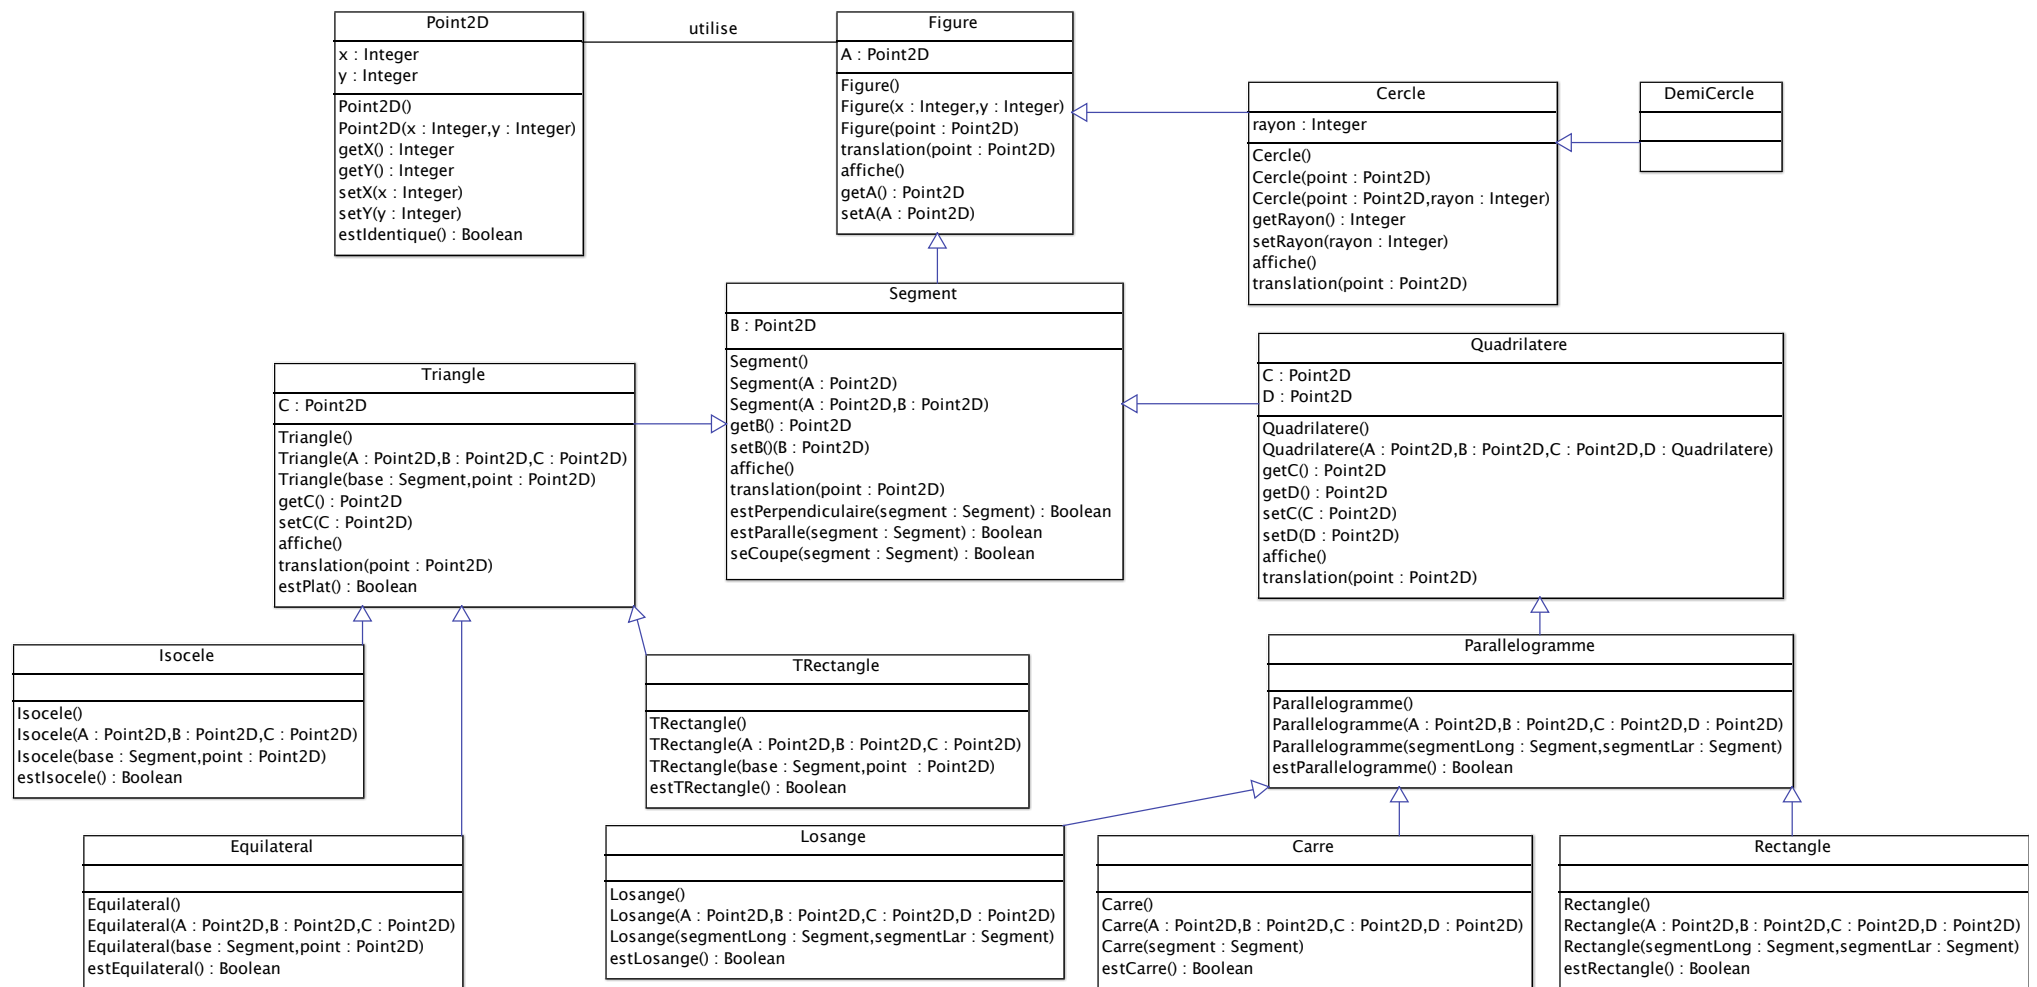 Point2D
x : Integer
y : Integer
Point2D()
Point2D(x : Integer,y : Integer)
getX() : Integer
getY() : Integer
setX(x : Integer)
setY(y : Integer)
estIdentique() : Boolean
utilise
Figure
A : Point2D
Figure()
Figure(x : Integer,y : Integer)
Figure(point : Point2D)
translation(point : Point2D)
affiche()
getA() : Point2D
setA(A : Point2D)
Cercle
rayon : Integer
Cercle()
Cercle(point : Point2D)
Cercle(point : Point2D,rayon : Integer)
getRayon() : Integer
setRayon(rayon : Integer)
affiche()
translation(point : Point2D)
DemiCercle
Segment
B : Point2D
Segment()
Segment(A : Point2D)
Segment(A : Point2D,B : Point2D)
getB() : Point2D
setB()(B : Point2D)
affiche()
translation(point : Point2D)
estPerpendiculaire(segment : Segment) : Boolean
estParalle(segment : Segment) : Boolean
seCoupe(segment : Segment) : Boolean
Triangle
C : Point2D
Triangle()
Triangle(A : Point2D,B : Point2D,C : Point2D)
Triangle(base : Segment,point : Point2D)
getC() : Point2D
setC(C : Point2D)
affiche()
translation(point : Point2D)
estPlat() : Boolean
Quadrilatere
C : Point2D
D : Point2D
Quadrilatere()
Quadrilatere(A : Point2D,B : Point2D,C : Point2D,D : Quadrilatere)
getC() : Point2D
getD() : Point2D
setC(C : Point2D)
setD(D : Point2D)
affiche()
translation(point : Point2D)
Isocele
Isocele()
Isocele(A : Point2D,B : Point2D,C : Point2D)
Isocele(base : Segment,point : Point2D)
estIsocele() : Boolean
TRectangle
TRectangle()
TRectangle(A : Point2D,B : Point2D,C : Point2D)
TRectangle(base : Segment,point  : Point2D)
estTRectangle() : Boolean
Parallelogramme
Parallelogramme()
Parallelogramme(A : Point2D,B : Point2D,C : Point2D,D : Point2D)
Parallelogramme(segmentLong : Segment,segmentLar : Segment)
estParallelogramme() : Boolean
Equilateral
Equilateral()
Equilateral(A : Point2D,B : Point2D,C : Point2D)
Equilateral(base : Segment,point : Point2D)
estEquilateral() : Boolean
Losange
Losange()
Losange(A : Point2D,B : Point2D,C : Point2D,D : Point2D)
Losange(segmentLong : Segment,segmentLar : Segment)
estLosange() : Boolean
Carre
Carre()
Carre(A : Point2D,B : Point2D,C : Point2D,D : Point2D)
Carre(segment : Segment)
estCarre() : Boolean
Rectangle
Rectangle()
Rectangle(A : Point2D,B : Point2D,C : Point2D,D : Point2D)
Rectangle(segmentLong : Segment,segmentLar : Segment)
estRectangle() : Boolean